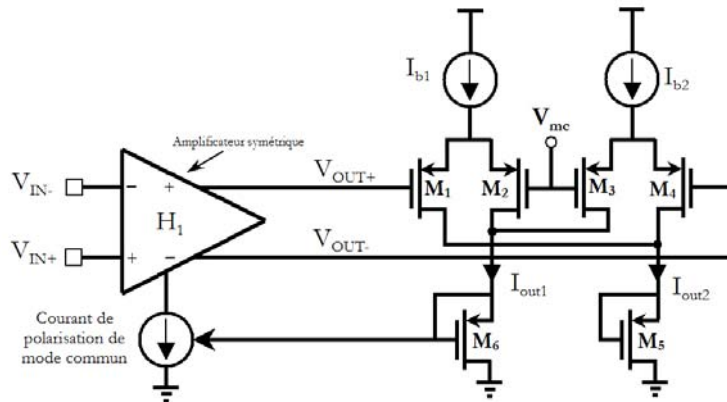 I_b1
I_b2
V_mc
Amplificateur symétrique
V_IN-
V_OUT+
M_1
M_2
M_3
M_4
- +
H_1
V_IN+
V_OUT-
+ -
I_out1
I_out2
Courant de
polarisation de
mode commun
M_6
M_5